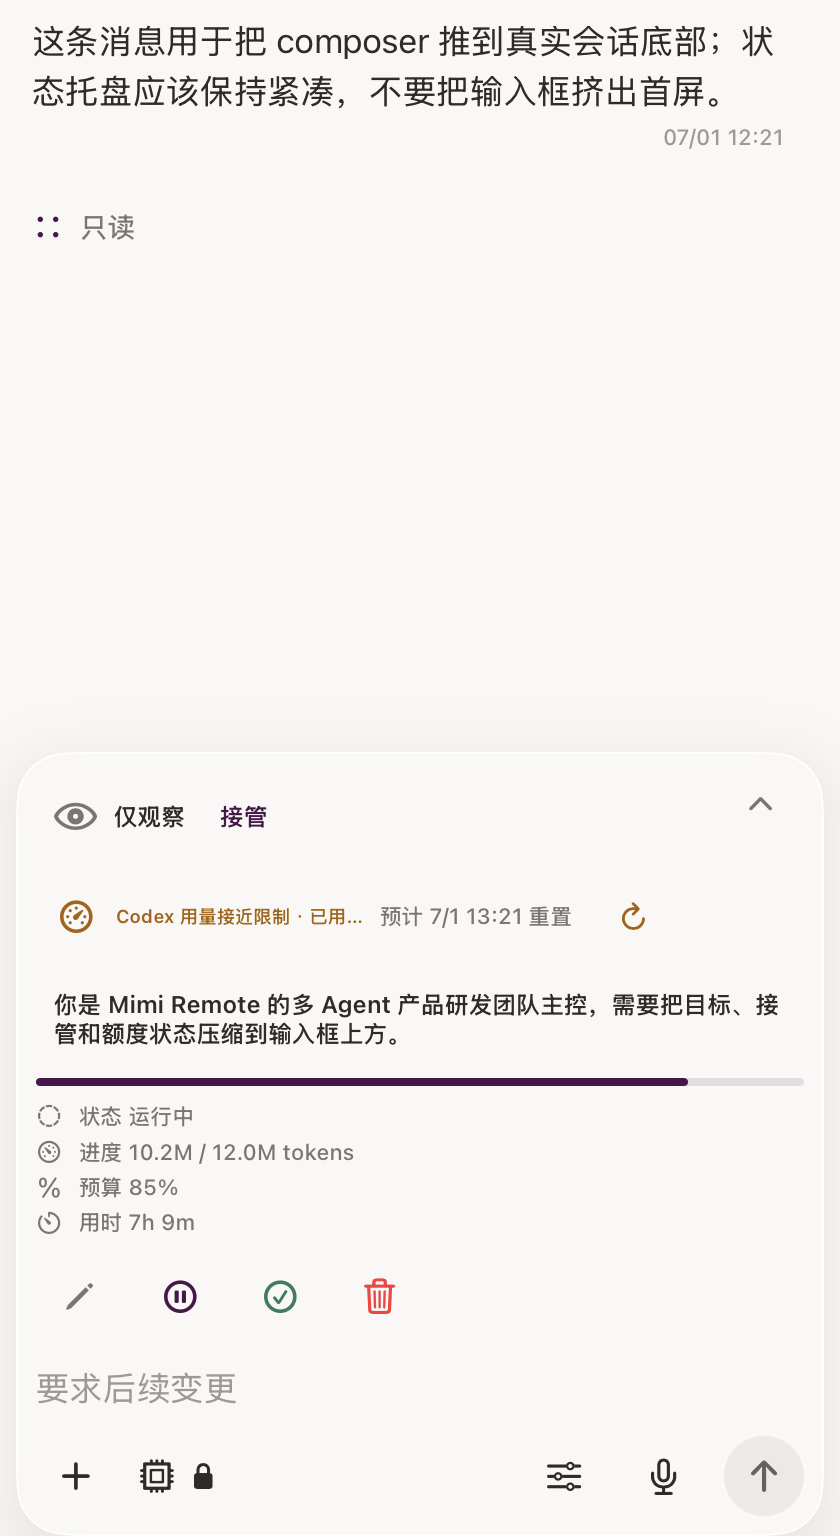 这条消息用于把 composer 推到真实会话底部；状
态托盘应该保持紧凑，不要把输入框挤出首屏。
07/01 12:21
只读
仅观察 接管
Codex 用量接近限制 · 已用... 预计 7/1 13:21 重置
你是 Mimi Remote 的多 Agent 产品研发团队主控，需要把目标、接
管和额度状态压缩到输入框上方。
状态 运行中
进度 10.2M / 12.0M tokens
% 预算 85%
用时 7h 9m
要求后续变更